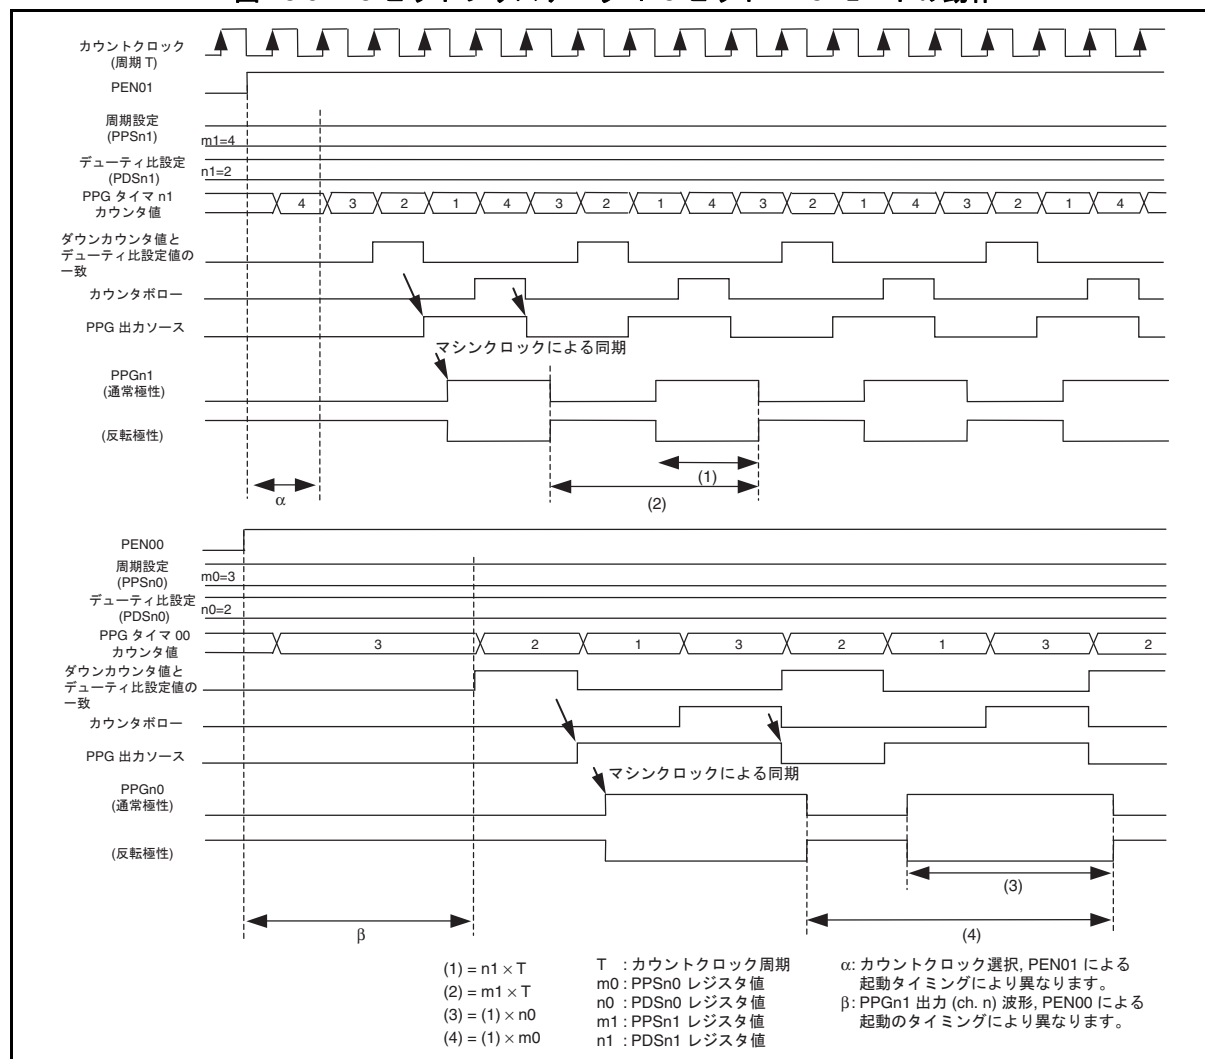 カウントクロック
(周期 T)
PEN01
周期設定
(PPSn1)
m1=4
デューティ比設定
(PDSn1)
n1=2
PPG タイマ n1
カウンタ値
4 3 2 1 4 3 2 1 4 3 2 1 4 3 2 1 4
ダウンカウンタ値と
デューティ比設定値の
一致
カウンタボロー
PPG 出力ソース
マシンクロックによる同期
PPGn1
(通常極性)
(反転極性)
(1)
α
(2)
PEN00
周期設定
(PPSn0)
m0=3
デューティ比設定
(PDSn0)
n0=2
PPG タイマ 00
カウンタ値
3 2 1 3 2 1 3 2
ダウンカウンタ値と
デューティ比設定値の
一致
カウンタボロー
PPG 出力ソース
マシンクロックによる同期
PPGn0
(通常極性)
(反転極性)
(3)
β
(4)
(1) = n1 × T
(2) = m1 × T
(3) = (1) × n0
(4) = (1) × m0
T : カウントクロック周期
m0 : PPSn0 レジスタ値
n0 : PDSn0 レジスタ値
m1 : PPSn1 レジスタ値
n1 : PDSn1 レジスタ値
α: カウントクロック選択, PEN01 による
起動タイミングにより異なります。
β: PPGn1 出力 (ch. n) 波形, PEN00 による
起動のタイミングにより異なります。